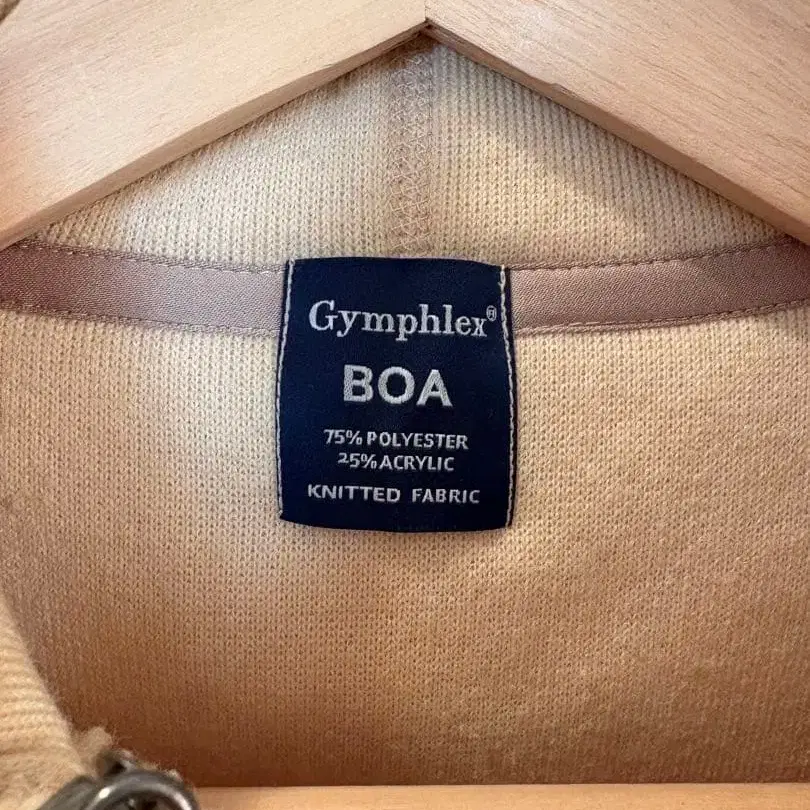 Gymphlex®
BOA
75% POLYESTER
25% ACRYLIC
KNITTED FABRIC